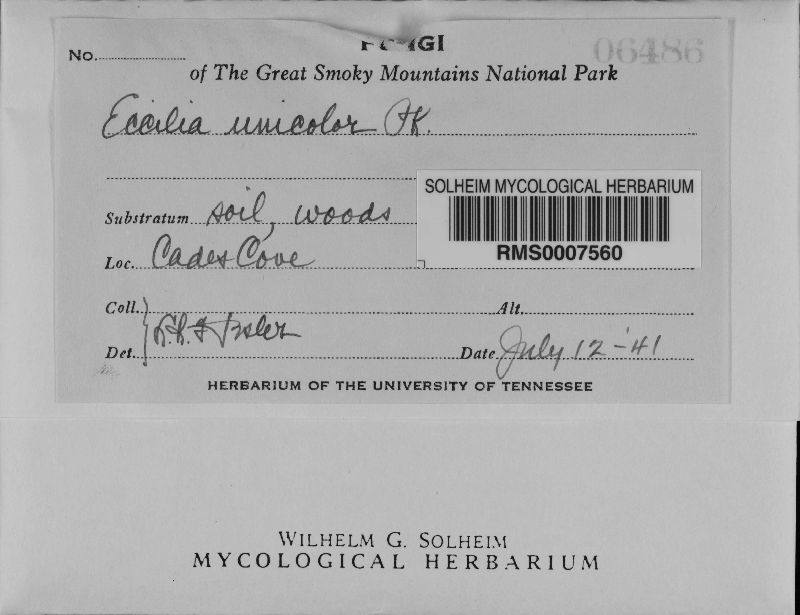 FUNGI
No. 06486
of The Great Smoky Mountains National Park
Eccilia unicolor Pk.
Substratum soil, woods
SOLHEIM MYCOLOGICAL HERBARIUM
RMS0007560
Loc. Cades Cove
Coll. Alt.
Det. Date July 12-'41
HERBARIUM OF THE UNIVERSITY OF TENNESSEE
WILHELM G. SOLHEIM
MYCOLOGICAL HERBARIUM